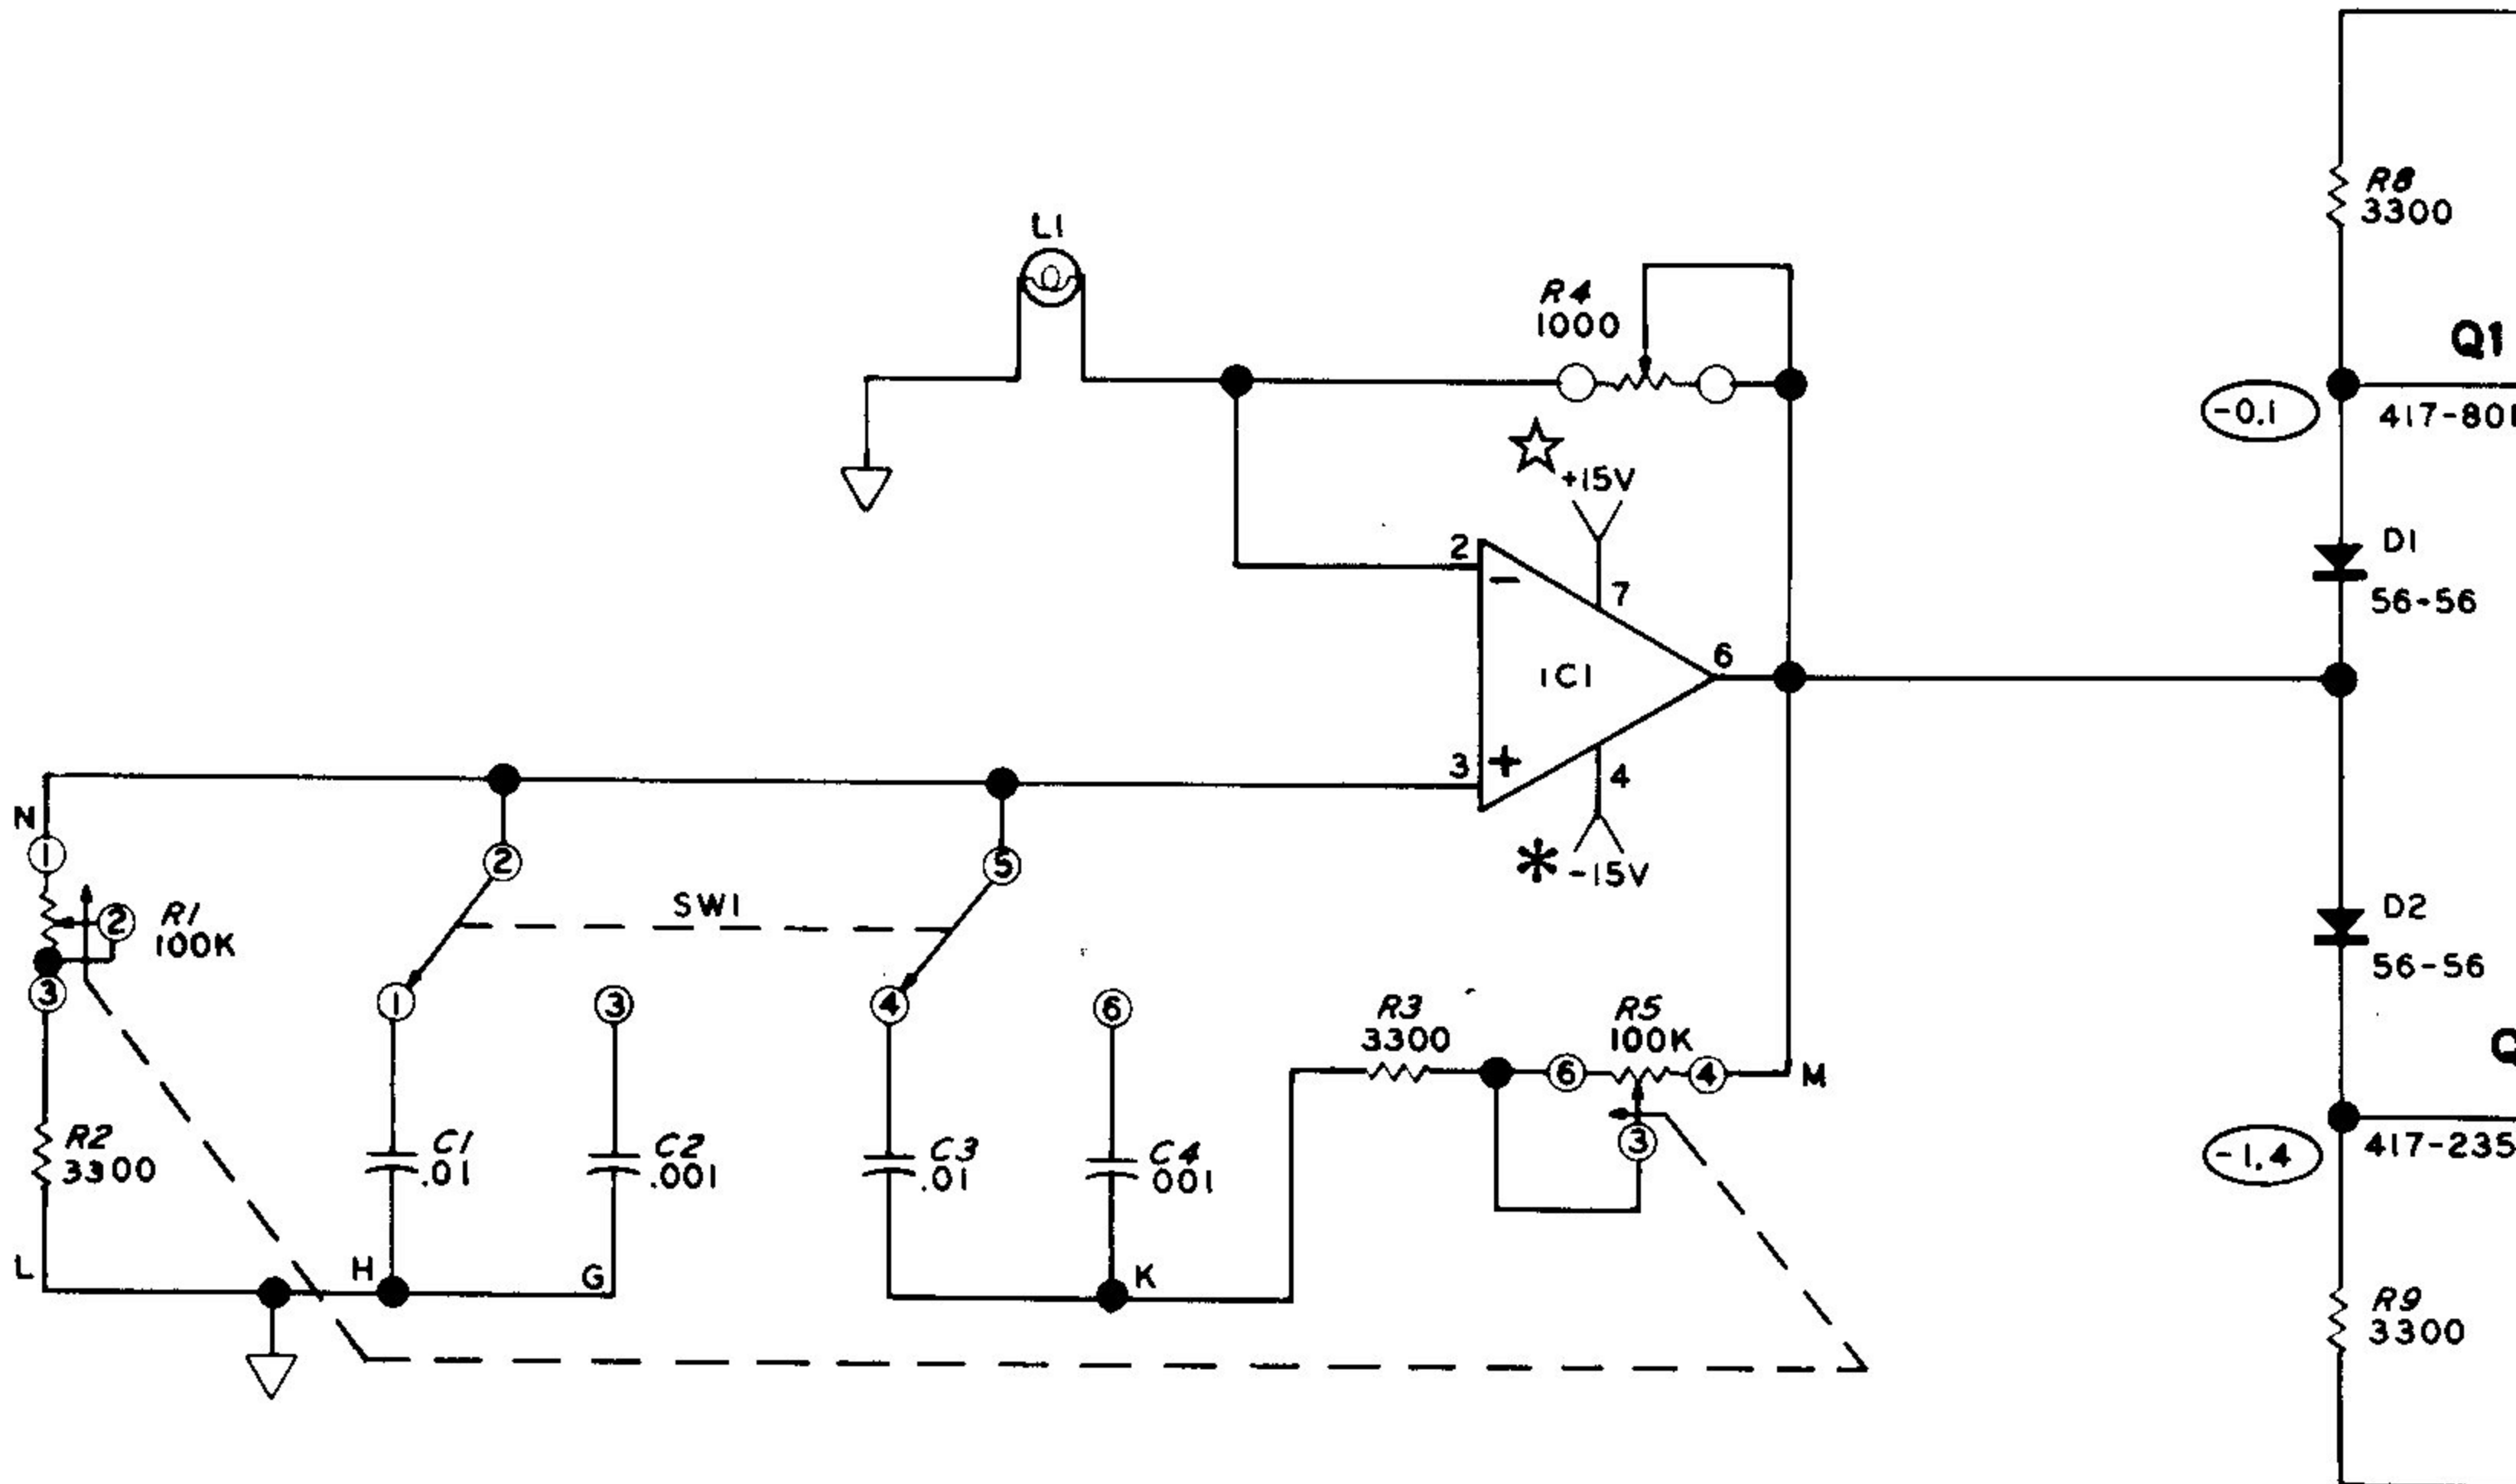 R8
3300
L1
R4
1000
Q1
-0.1
417-801
☆
+15V
2
-
7
D1
56-56
6
IC1
3
+
4
* -15V
N
1
2
5
SW1
2
R1
100K
3
1
3
4
6
D2
56-56
R3
3300
R5
100K
6
4
M
3
Q
417-235
-1.4
R2
3300
C1
.01
C2
.001
C3
.01
C4
001
L
H
G
K
R9
3300